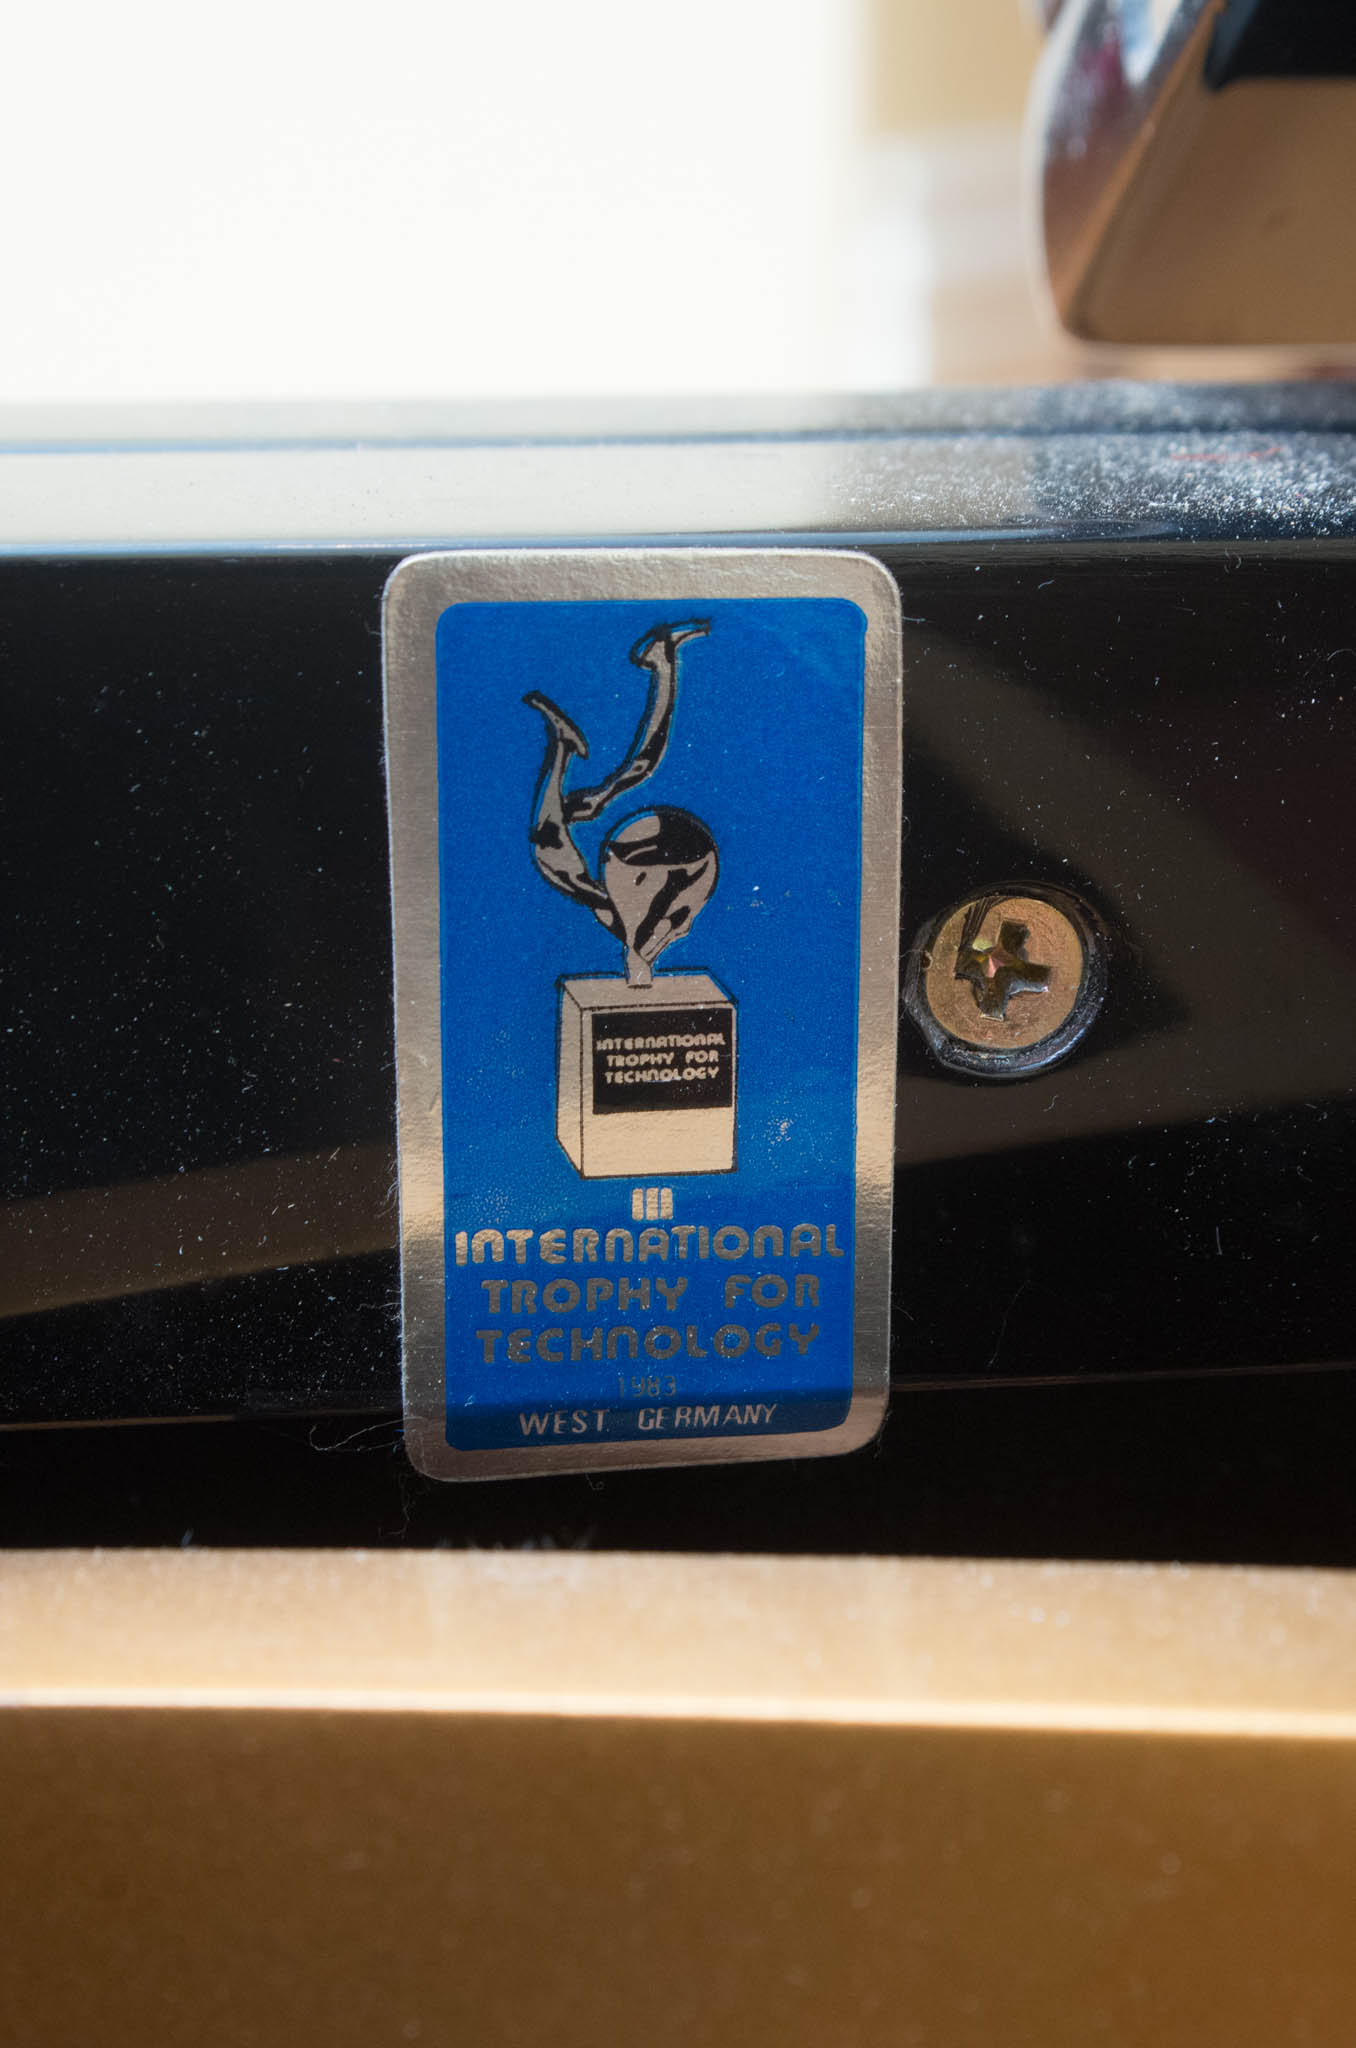 INTERNATIONAL
TROPHY FOR
TECHNOLOGY
III
INTERNATIONAL
TROPHY FOR
TECHNOLOGY
1983
WEST GERMANY